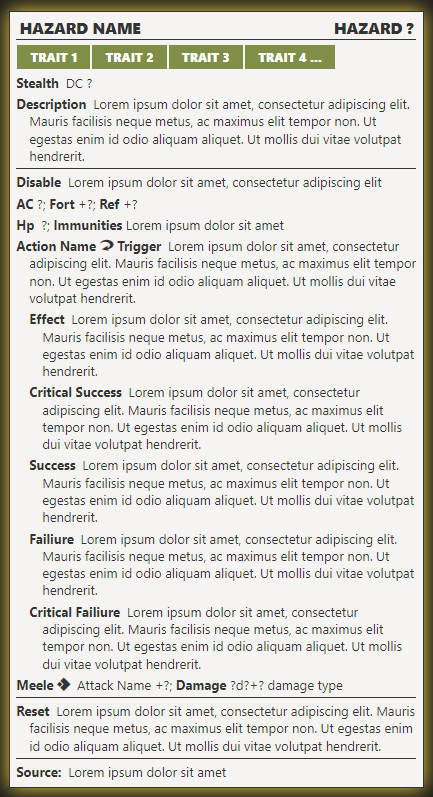 HAZARD NAME HAZARD ?
TRAIT 1 TRAIT 2 TRAIT 3 TRAIT 4 ...
Stealth DC ?
Description Lorem ipsum dolor sit amet, consectetur adipiscing elit.
Mauris facilisis neque metus, ac maximus elit tempor non. Ut
egestas enim id odio aliquam aliquet. Ut mollis dui vitae volutpat
hendrerit.
Disable Lorem ipsum dolor sit amet, consectetur adipiscing elit
AC ?; Fort +?; Ref +?
Hp ?; Immunities Lorem ipsum dolor sit amet
Action Name Trigger Lorem ipsum dolor sit amet, consectetur
adipiscing elit. Mauris facilisis neque metus, ac maximus elit tempor
non. Ut egestas enim id odio aliquam aliquet. Ut mollis dui vitae
volutpat hendrerit.
Effect Lorem ipsum dolor sit amet, consectetur adipiscing elit.
Mauris facilisis neque metus, ac maximus elit tempor non. Ut
egestas enim id odio aliquam aliquet. Ut mollis dui vitae volutpat
hendrerit.
Critical Success Lorem ipsum dolor sit amet, consectetur
adipiscing elit. Mauris facilisis neque metus, ac maximus elit
tempor non. Ut egestas enim id odio aliquam aliquet. Ut mollis
dui vitae volutpat hendrerit.
Success Lorem ipsum dolor sit amet, consectetur adipiscing elit.
Mauris facilisis neque metus, ac maximus elit tempor non. Ut
egestas enim id odio aliquam aliquet. Ut mollis dui vitae volutpat
hendrerit.
Failiure Lorem ipsum dolor sit amet, consectetur adipiscing elit.
Mauris facilisis neque metus, ac maximus elit tempor non. Ut
egestas enim id odio aliquam aliquet. Ut mollis dui vitae volutpat
hendrerit.
Critical Failiure Lorem ipsum dolor sit amet, consectetur
adipiscing elit. Mauris facilisis neque metus, ac maximus elit
tempor non. Ut egestas enim id odio aliquam aliquet. Ut mollis
dui vitae volutpat hendrerit.
Meele Attack Name +?; Damage ?d?+? damage type
Reset Lorem ipsum dolor sit amet, consectetur adipiscing elit. Mauris
facilisis neque metus, ac maximus elit tempor non. Ut egestas enim
id odio aliquam aliquet. Ut mollis dui vitae volutpat hendrerit.
Source: Lorem ipsum dolor sit amet